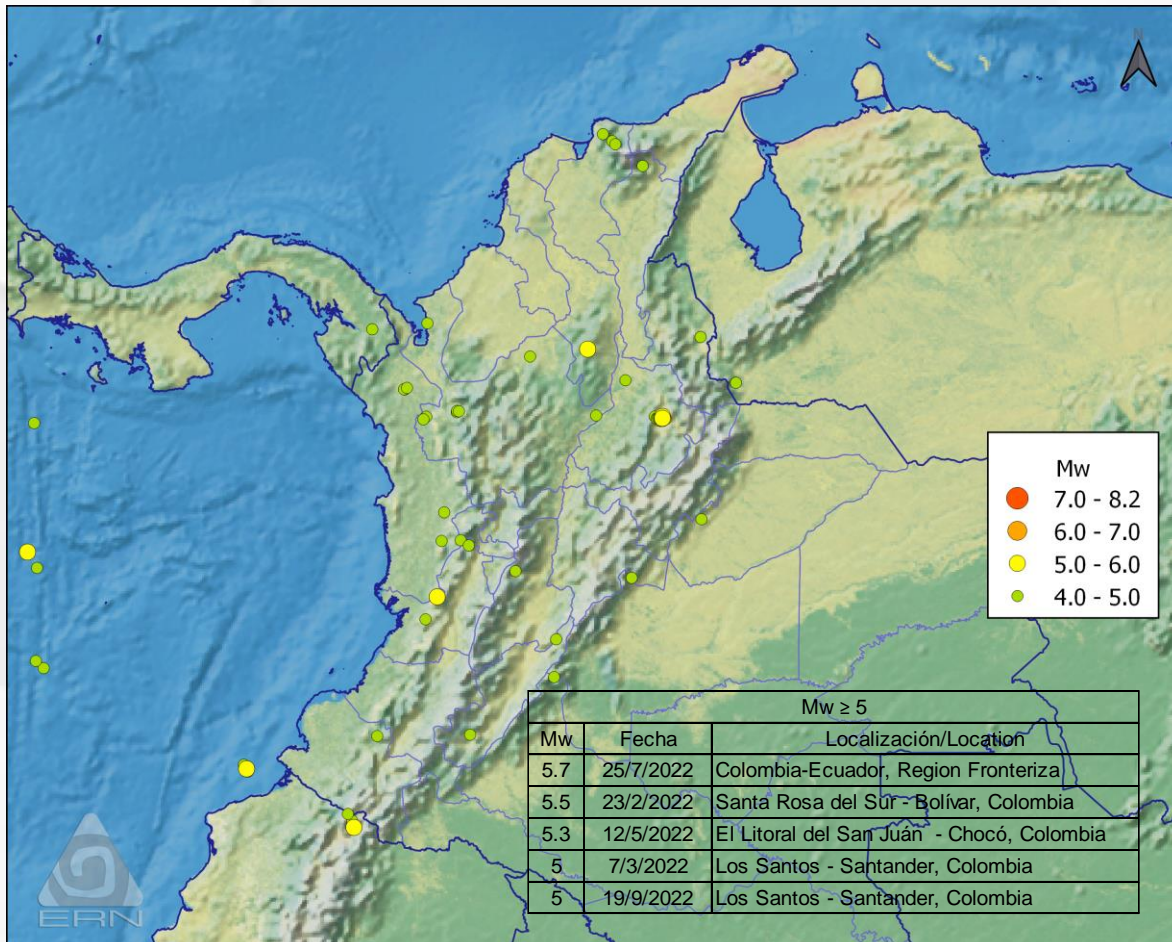 N
Mw
7.0 - 8.2
6.0 - 7.0
5.0 - 6.0
4.0 - 5.0
Mw ≥ 5
Mw Fecha Localización/Location
5.7 25/7/2022 Colombia-Ecuador, Region Fronteriza
5.5 23/2/2022 Santa Rosa del Sur - Bolívar, Colombia
5.3 12/5/2022 El Litoral del San Juán - Chocó, Colombia
5 7/3/2022 Los Santos - Santander, Colombia
5 19/9/2022 Los Santos - Santander, Colombia
ERN